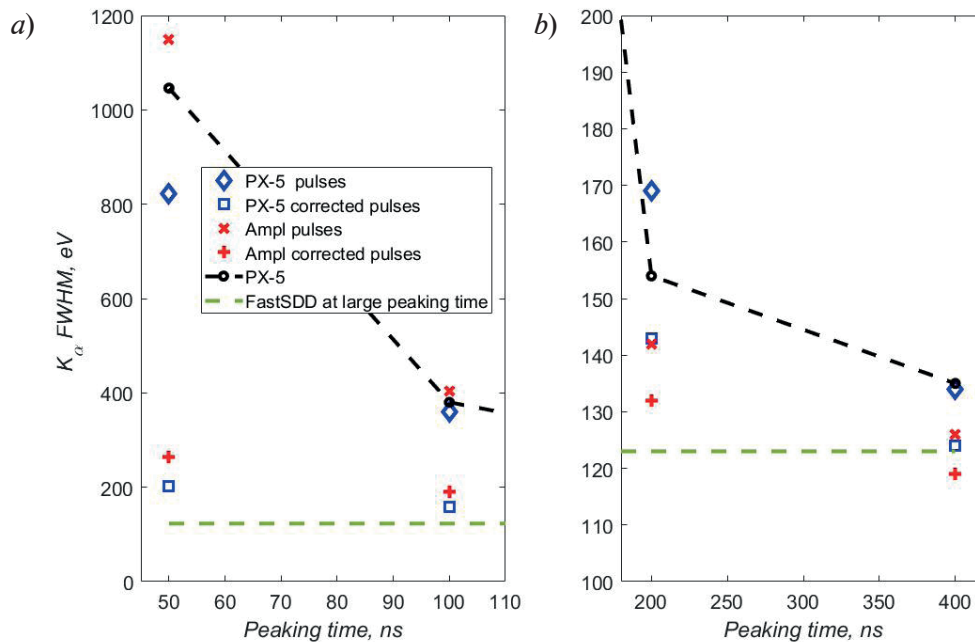 a)
1200
1000
800
600
400
200
0
K_α FWHM, eV
50 60 70 80 90 100 110
Peaking time, ns
PX-5 pulses
PX-5 corrected pulses
Ampl pulses
Ampl corrected pulses
PX-5
FastSDD at large peaking time
b)
200
190
180
170
160
150
140
130
120
110
100
200 250 300 350 400
Peaking time, ns